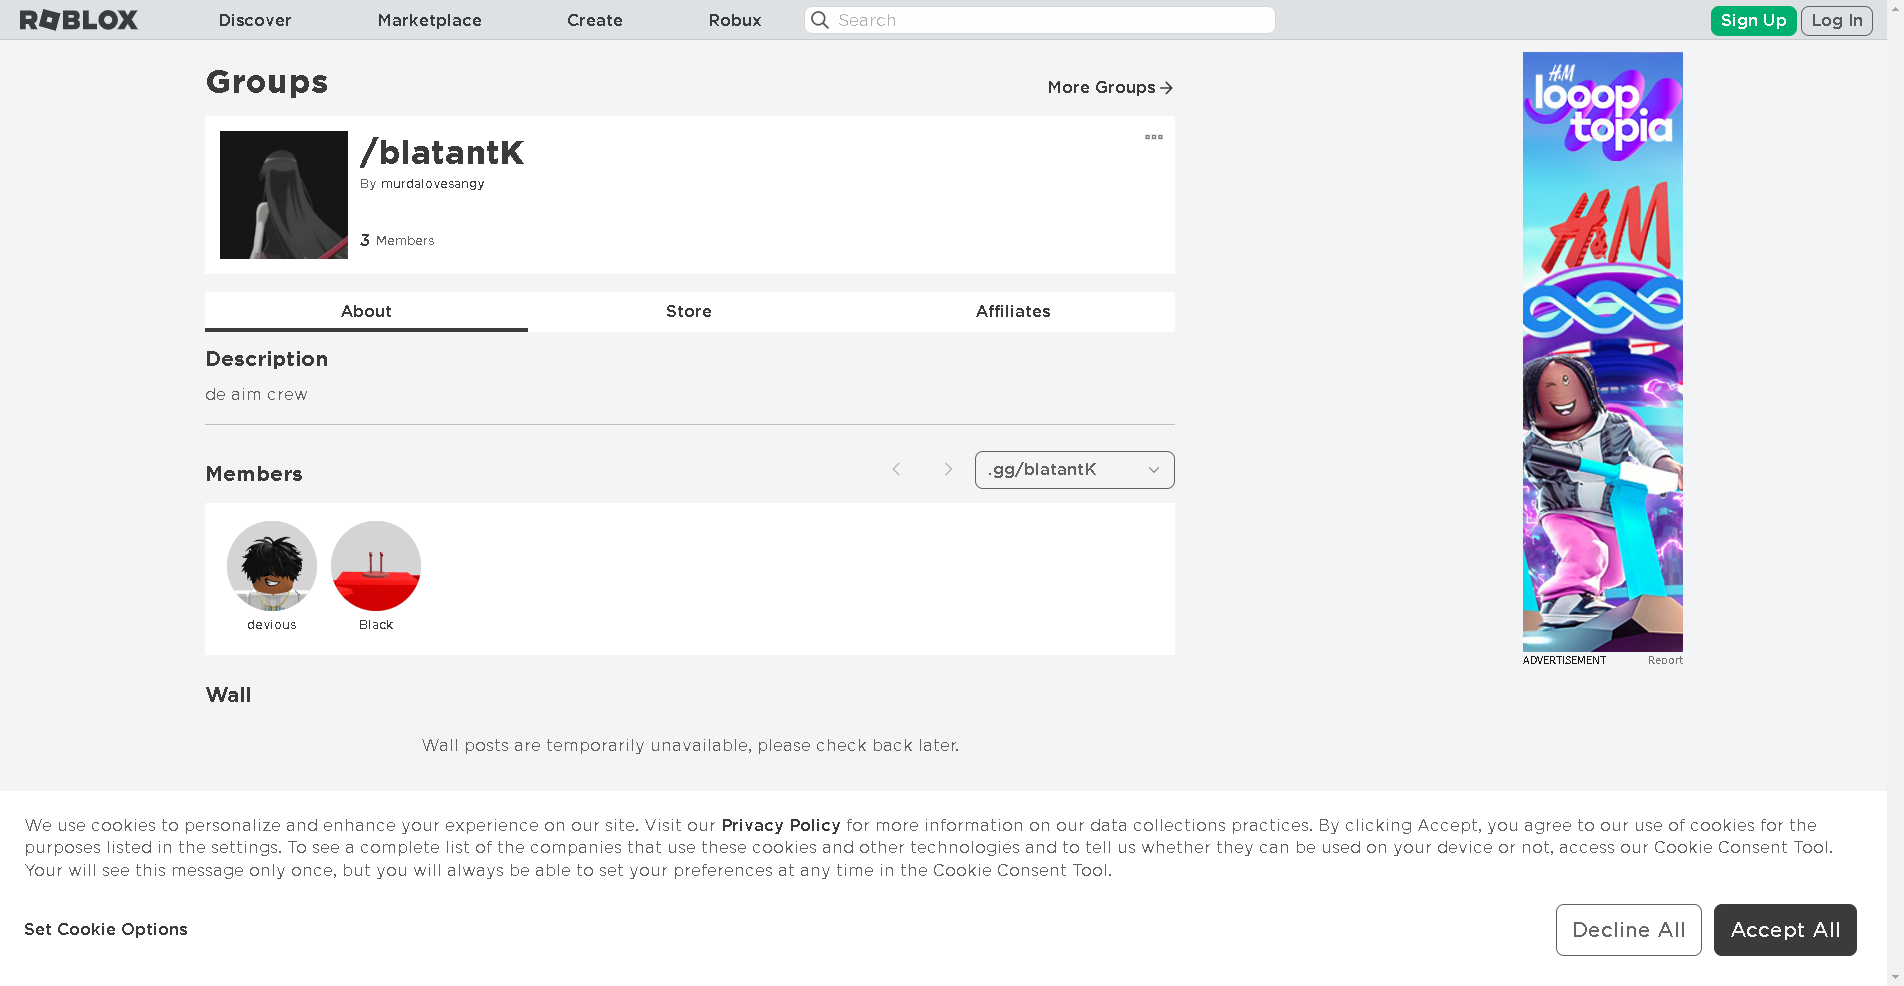 ROBLOX
Discover
Marketplace
Create
Robux
Search
Sign Up
Log In
Groups
More Groups
/blatantK
By murdalovesangy
3 Members
About
Store
Affiliates
Description
de aim crew
Members
.gg/blatantK
devious
Black
Wall
Wall posts are temporarily unavailable, please check back later.
H&M
looop
topia
H&M
ADVERTISEMENT
Report
We use cookies to personalize and enhance your experience on our site. Visit our Privacy Policy for more information on our data collections practices. By clicking Accept, you agree to our use of cookies for the
purposes listed in the settings. To see a complete list of the companies that use these cookies and other technologies and to tell us whether they can be used on your device or not, access our Cookie Consent Tool.
Your will see this message only once, but you will always be able to set your preferences at any time in the Cookie Consent Tool.
Set Cookie Options
Decline All
Accept All